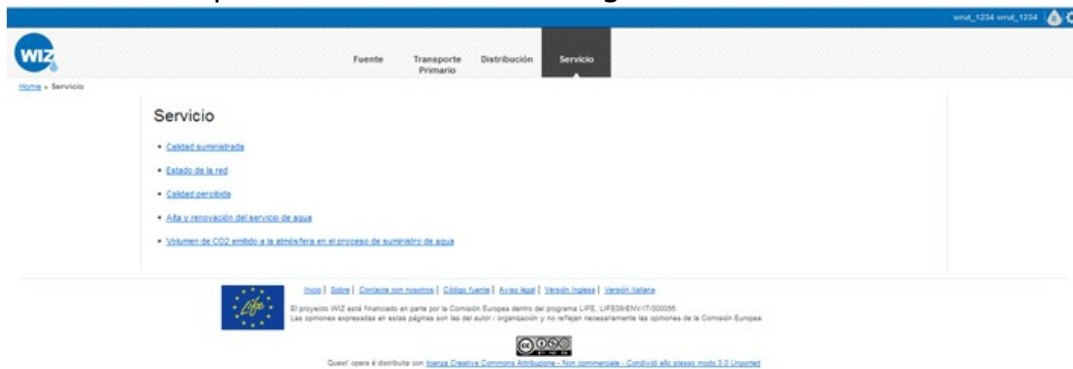 wrut_1234 wrut_1234
WIZ
Fuente
Transporte
Primario
Distribución
Servicio
Home » Servicio
Servicio
• Calidad suministrada
• Estado de la red
• Calidad percibida
• Alta y renovación del servicio de agua
• Volumen de CO2 emitido a la atmósfera en el proceso de suministro de agua
Life
Inicio | Sobre | Contacte con nosotros | Código fuente | Aviso legal | Versión Inglesa | Versión Italiana
El proyecto WIZ está financiado en parte por la Comisión Europea dentro del programa LIFE, LIFE09-ENV/IT/000056.
Las opiniones expresadas en estas páginas son las del autor / organización y no reflejan necesariamente las opiniones de la Comisión Europea.
cc
BY NC SA
Quest' opera è distribuita con licenza Creative Commons Attribuzione - Non commerciale - Condividi allo stesso modo 3.0 Unported